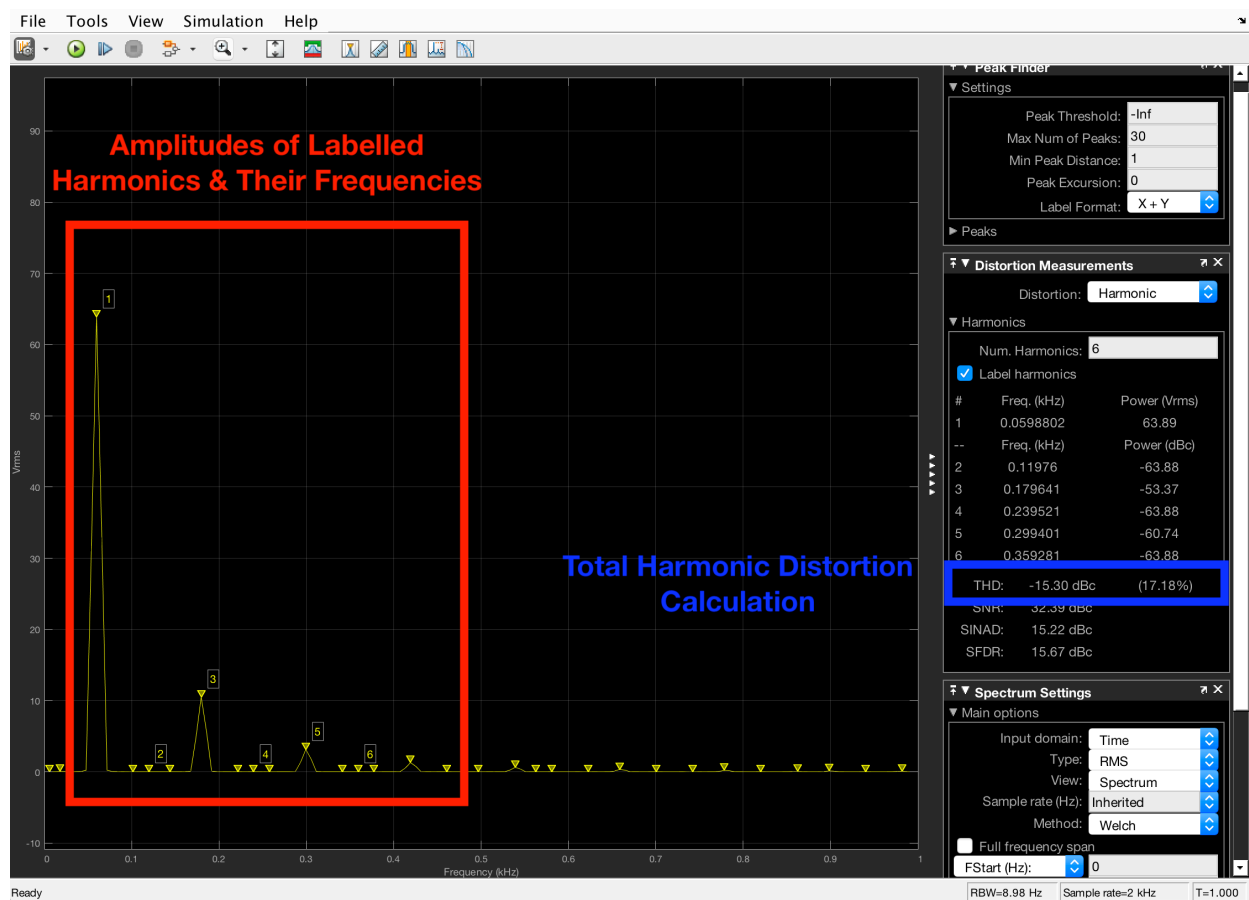 File Tools View Simulation Help
Peak Finder
Settings
Peak Threshold: -Inf
Max Num of Peaks: 30
Min Peak Distance: 1
Peak Excursion: 0
Label Format: X + Y
Peaks
Distortion Measurements
Distortion: Harmonic
Harmonics
Num. Harmonics: 6
Label harmonics
# Freq. (kHz) Power (Vrms)
1 0.0598802 63.89
-- Freq. (kHz) Power (dBc)
2 0.11976 -63.88
3 0.179641 -53.37
4 0.239521 -63.88
5 0.299401 -60.74
6 0.359281 -63.88
THD: -15.30 dBc (17.18%)
SNR: 32.39 dBc
SINAD: 15.22 dBc
SFDR: 15.67 dBc
Spectrum Settings
Main options
Input domain: Time
Type: RMS
View: Spectrum
Sample rate (Hz): Inherited
Method: Welch
Full frequency span
FStart (Hz): 0
Amplitudes of Labelled
Harmonics & Their Frequencies
Total Harmonic Distortion
Calculation
90
80
70
60
50
40
30
20
10
0
-10
Vrms
1
2
3
4
5
6
0 0.1 0.2 0.3 0.4 0.5 0.6 0.7 0.8 0.9 1
Frequency (kHz)
Ready
RBW=8.98 Hz Sample rate=2 kHz T=1.000